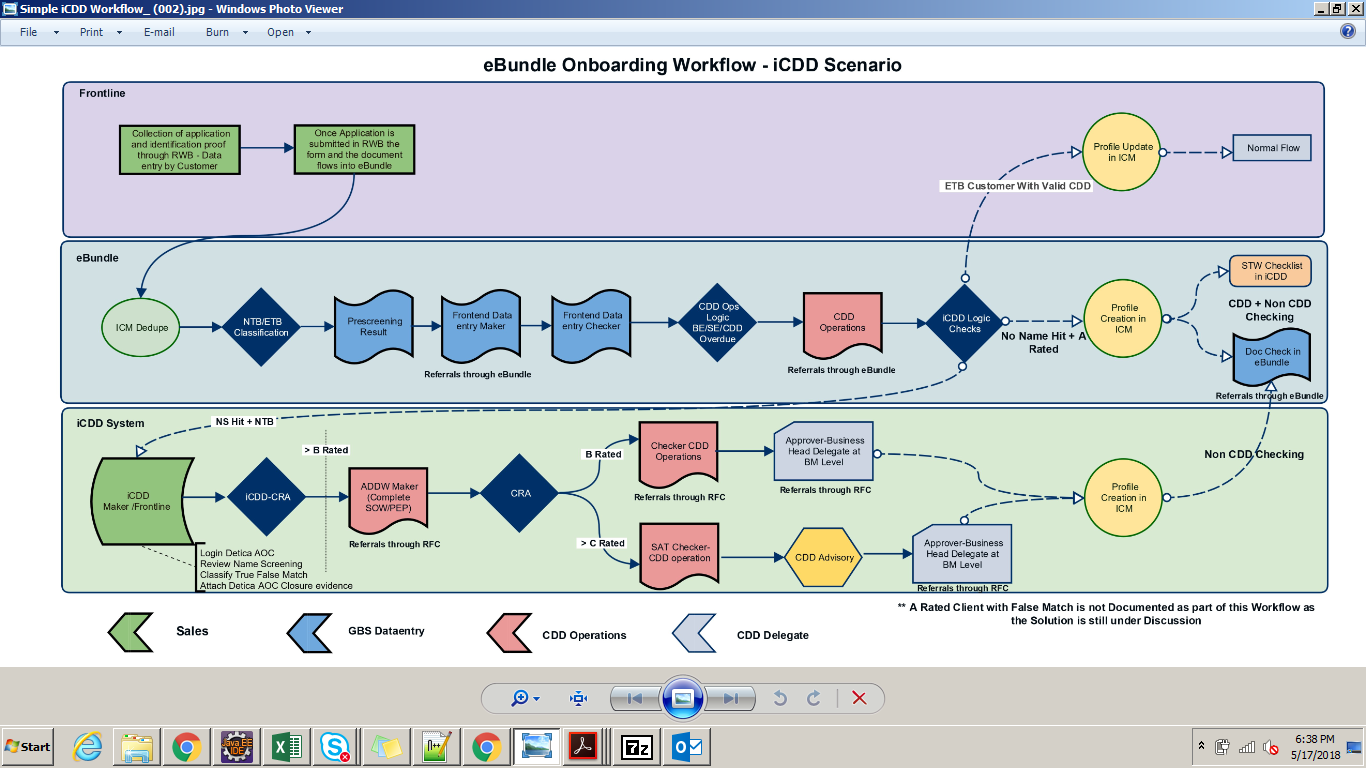 Simple iCDD Workflow_ (002).jpg - Windows Photo Viewer
File Print E-mail Burn Open
eBundle Onboarding Workflow - iCDD Scenario
Frontline
Collection of application
and identification proof
through RWB - Data
entry by Customer
Once Application is
submitted in RWB the
form and the document
flows into eBundle
Profile Update
in ICM
Normal Flow
ETB Customer With Valid CDD
eBundle
ICM Dedupe
NTB/ETB
Classification
Prescreening
Result
Frontend Data
entry Maker
Frontend Data
entry Checker
Referrals through eBundle
CDD Ops
Logic
BE/SE/CDD
Overdue
CDD
Operations
Referrals through eBundle
iCDD Logic
Checks
No Name Hit + A
Rated
Profile
Creation in
ICM
STW Checklist
in iCDD
CDD + Non CDD
Checking
Doc Check in
eBundle
Referrals through eBundle
iCDD System
NS Hit + NTB
iCDD
Maker /Frontline
iCDD-CRA
> B Rated
ADDW Maker
(Complete
SOW/PEP)
Referrals through RFC
Login Detica AOC
Review Name Screening
Classify True False Match
Attach Detica AOC Closure evidence
CRA
B Rated
Checker CDD
Operations
Referrals through RFC
Approver-Business
Head Delegate at
BM Level
Referrals through RFC
> C Rated
SAT Checker-
CDD operation
CDD Advisory
Approver-Business
Head Delegate at
BM Level
Referrals through RFC
Profile
Creation in
ICM
Non CDD Checking
Sales
GBS Dataentry
CDD Operations
CDD Delegate
** A Rated Client with False Match is not Documented as part of this Workflow as
the Solution is still under Discussion
Start
Java EE
IDE
7z
6:38 PM
5/17/2018